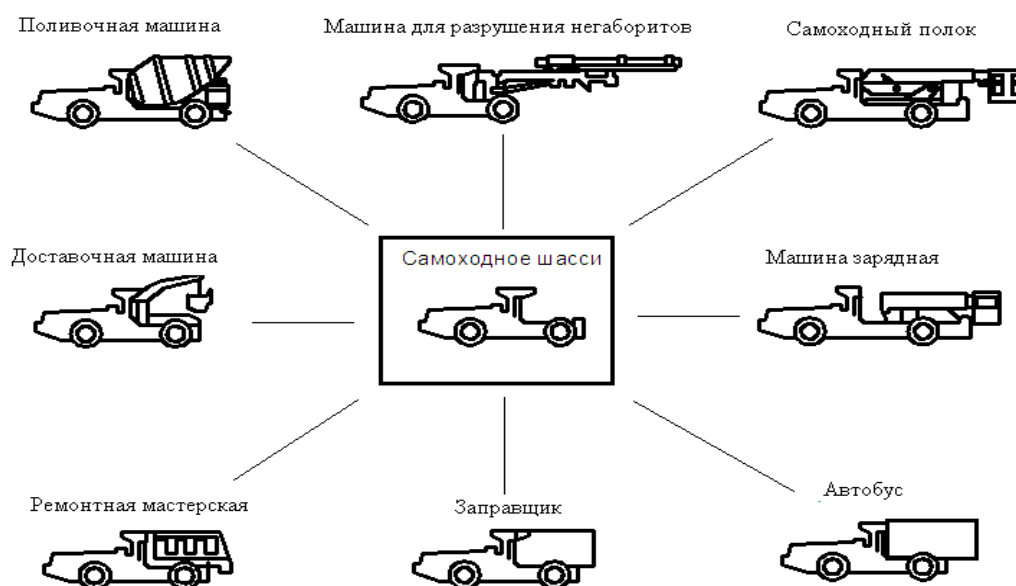 Поливочная машина
Машина для разрушения негаборитов
Самоходный полок
Доставочная машина
Самоходное шасси
Машина зарядная
Ремонтная мастерская
Заправщик
Автобус